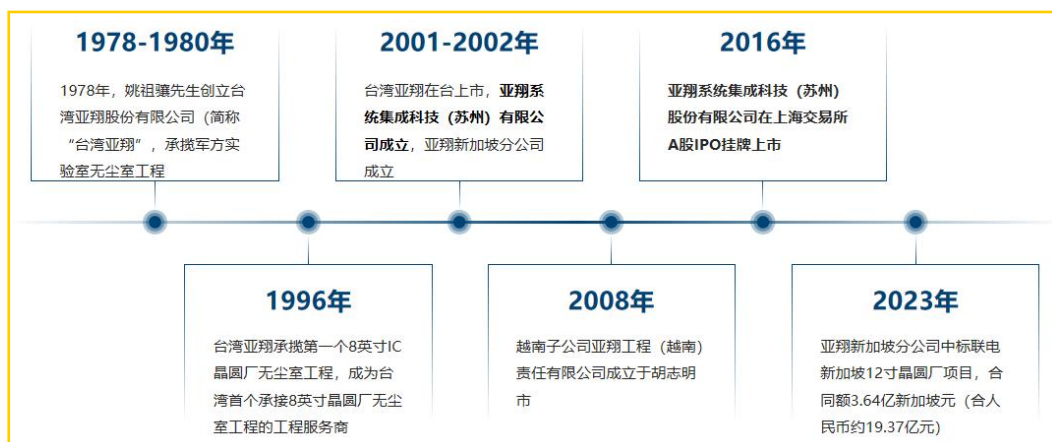 1978-1980年
1978年，姚祖骧先生创立台
湾亚翔股份有限公司（简称
“台湾亚翔”，承揽军方实
验室无尘室工程
2001-2002年
台湾亚翔在台上市，亚翔系
统集成科技（苏州）有限公
司成立，亚翔新加坡分公司
成立
2016年
亚翔系统集成科技（苏州）
股份有限公司在上海交易所
A股IPO挂牌上市
1996年
台湾亚翔承揽第一个8英寸IC
晶圆厂无尘室工程，成为台
湾首个承接8英寸晶圆厂无尘
室工程的工程服务商
2008年
越南子公司亚翔工程（越南）
责任有限公司成立于胡志明
市
2023年
亚翔新加坡分公司中标联电
新加坡12寸晶圆厂项目，合
同额3.64亿新加坡元（合人
民币约19.37亿元）